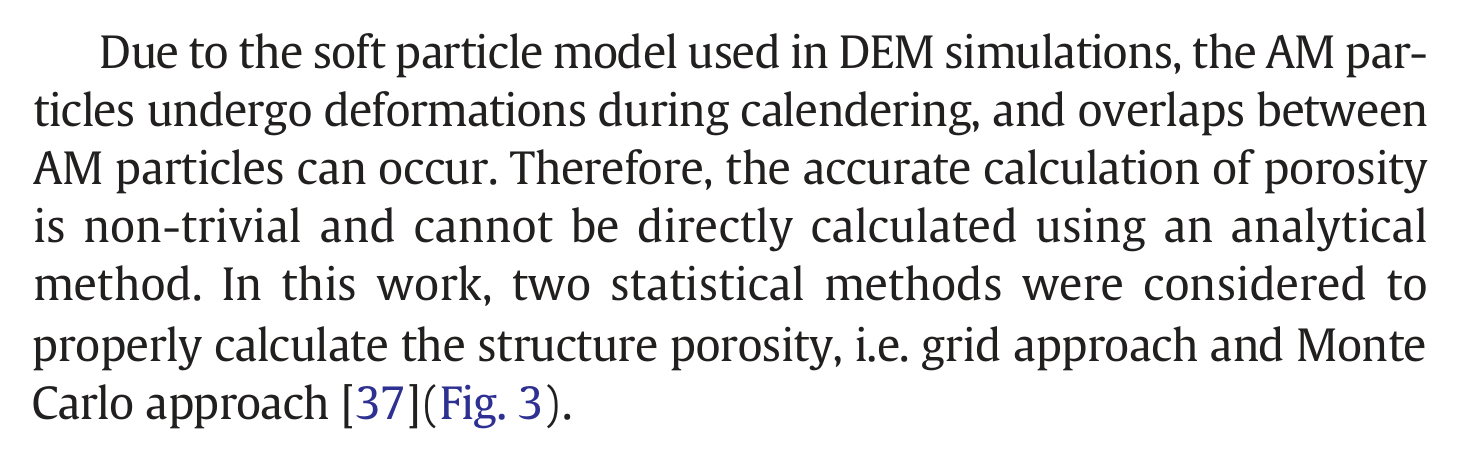 Due to the soft particle model used in DEM simulations, the AM par-
ticles undergo deformations during calendering, and overlaps between
AM particles can occur. Therefore, the accurate calculation of porosity
is non-trivial and cannot be directly calculated using an analytical
method. In this work, two statistical methods were considered to
properly calculate the structure porosity, i.e. grid approach and Monte
Carlo approach [37](Fig. 3).